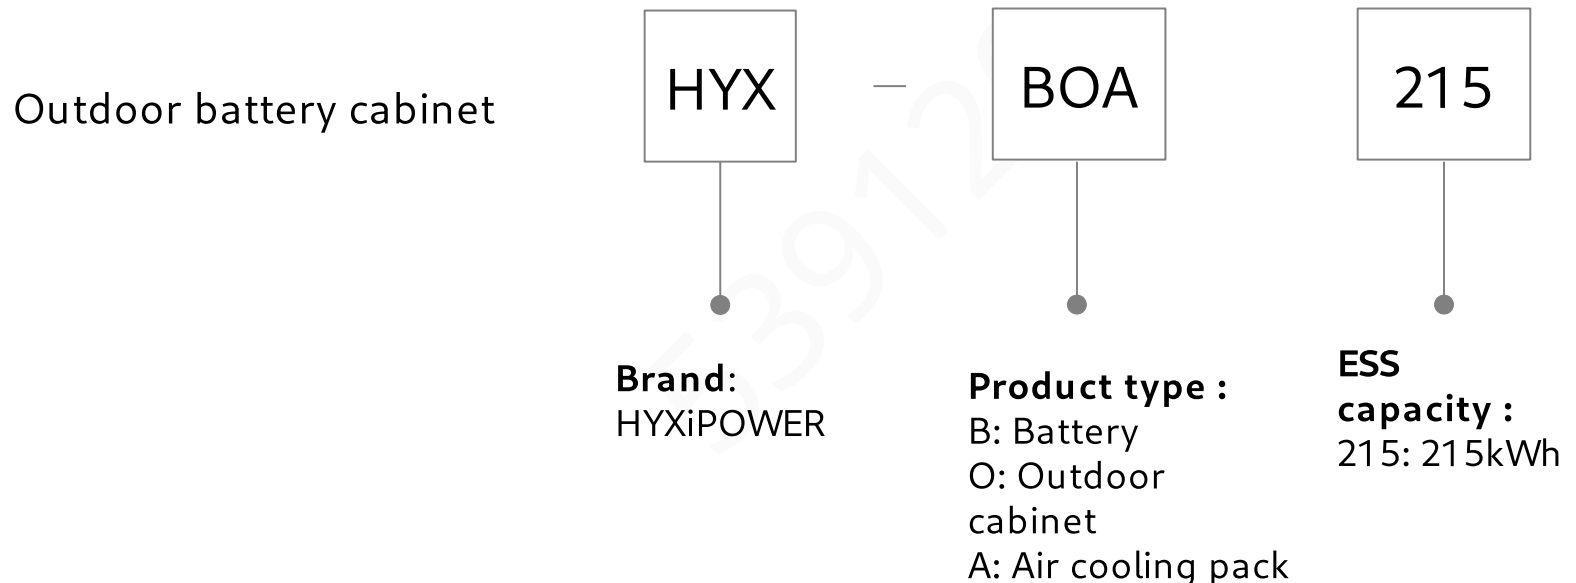 Outdoor battery cabinet
HYX
—
BOA
215
Brand:
HYXiPOWER
Product type :
B: Battery
O: Outdoor
cabinet
A: Air cooling pack
ESS
capacity :
215: 215kWh